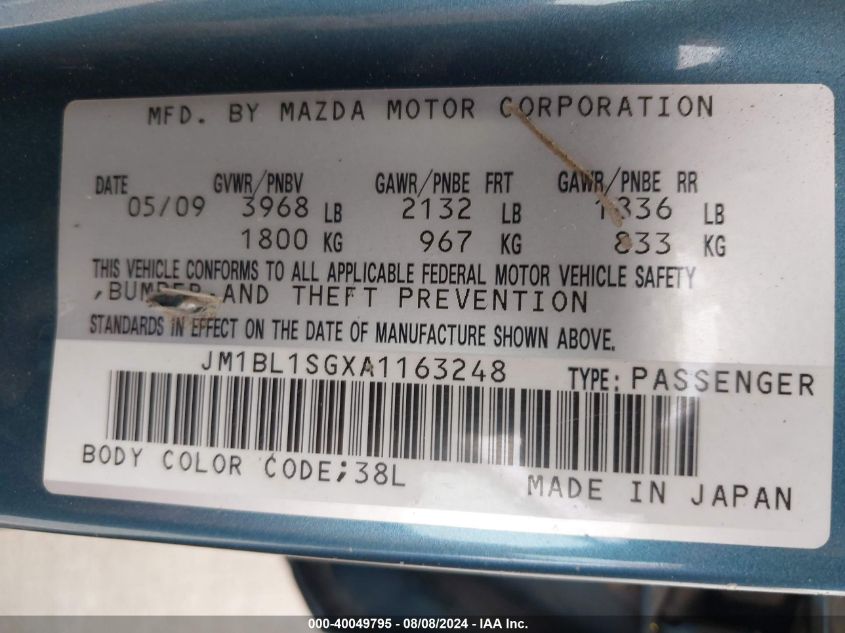 MFD. BY MAZDA MOTOR CORPORATION
DATE GVWR/PNBV GAWR/PNBE FRT GAWR/PNBE RR
05/09 3968 LB 2132 LB 1836 LB
1800 KG 967 KG 833 KG
THIS VEHICLE CONFORMS TO ALL APPLICABLE FEDERAL MOTOR VEHICLE SAFETY
,BUMPER AND THEFT PREVENTION
STANDARDS IN EFFECT ON THE DATE OF MANUFACTURE SHOWN ABOVE.
JM1BL1SGXA1163248 TYPE: PASSENGER
BODY COLOR CODE;38L
MADE IN JAPAN
000-40049795 - 08/08/2024 - IAA Inc.